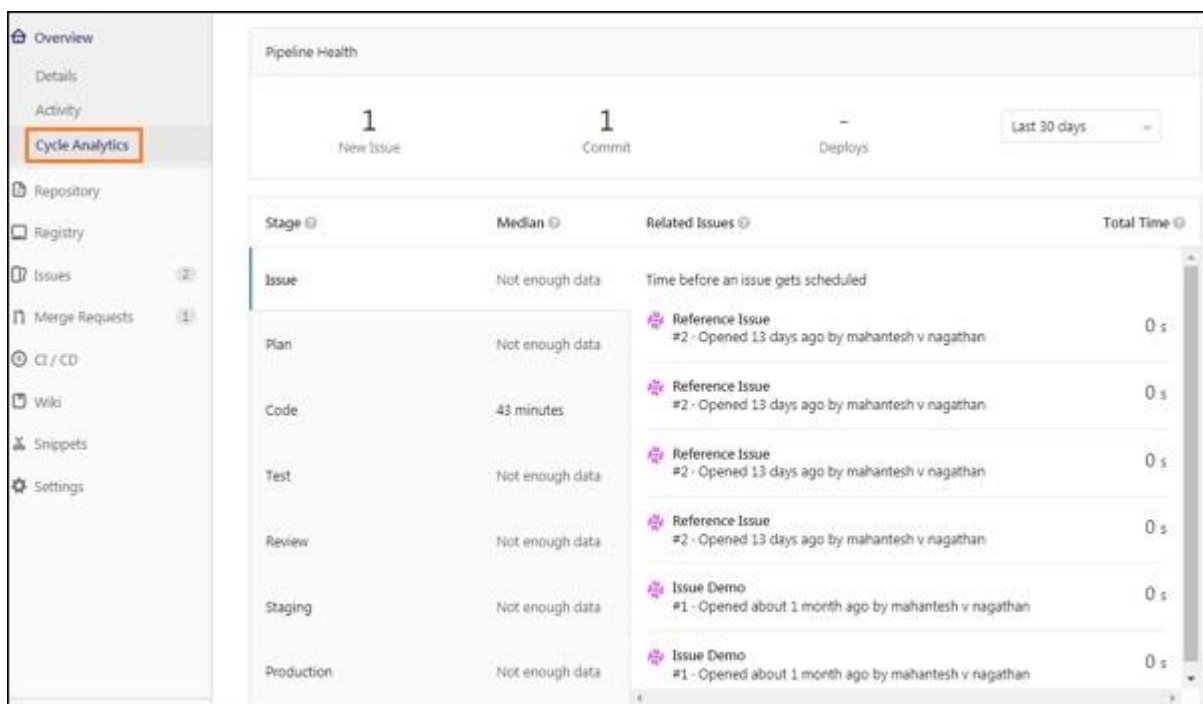 Overview
Details
Activity
Cycle Analytics
Repository
Registry
Issues 2
Merge Requests 1
CI / CD
Wiki
Snippets
Settings
Pipeline Health
1
New Issue
1
Commit
-
Deploys
Last 30 days
Stage Median Related Issues Total Time
Issue Not enough data Time before an issue gets scheduled
Plan Not enough data
Code 43 minutes
Test Not enough data
Review Not enough data
Staging Not enough data
Production Not enough data
Reference Issue
#2 - Opened 13 days ago by mahantesh v nagathan 0 s
Reference Issue
#2 - Opened 13 days ago by mahantesh v nagathan 0 s
Reference Issue
#2 - Opened 13 days ago by mahantesh v nagathan 0 s
Reference Issue
#2 - Opened 13 days ago by mahantesh v nagathan 0 s
Issue Demo
#1 - Opened about 1 month ago by mahantesh v nagathan 0 s
Issue Demo
#1 - Opened about 1 month ago by mahantesh v nagathan 0 s